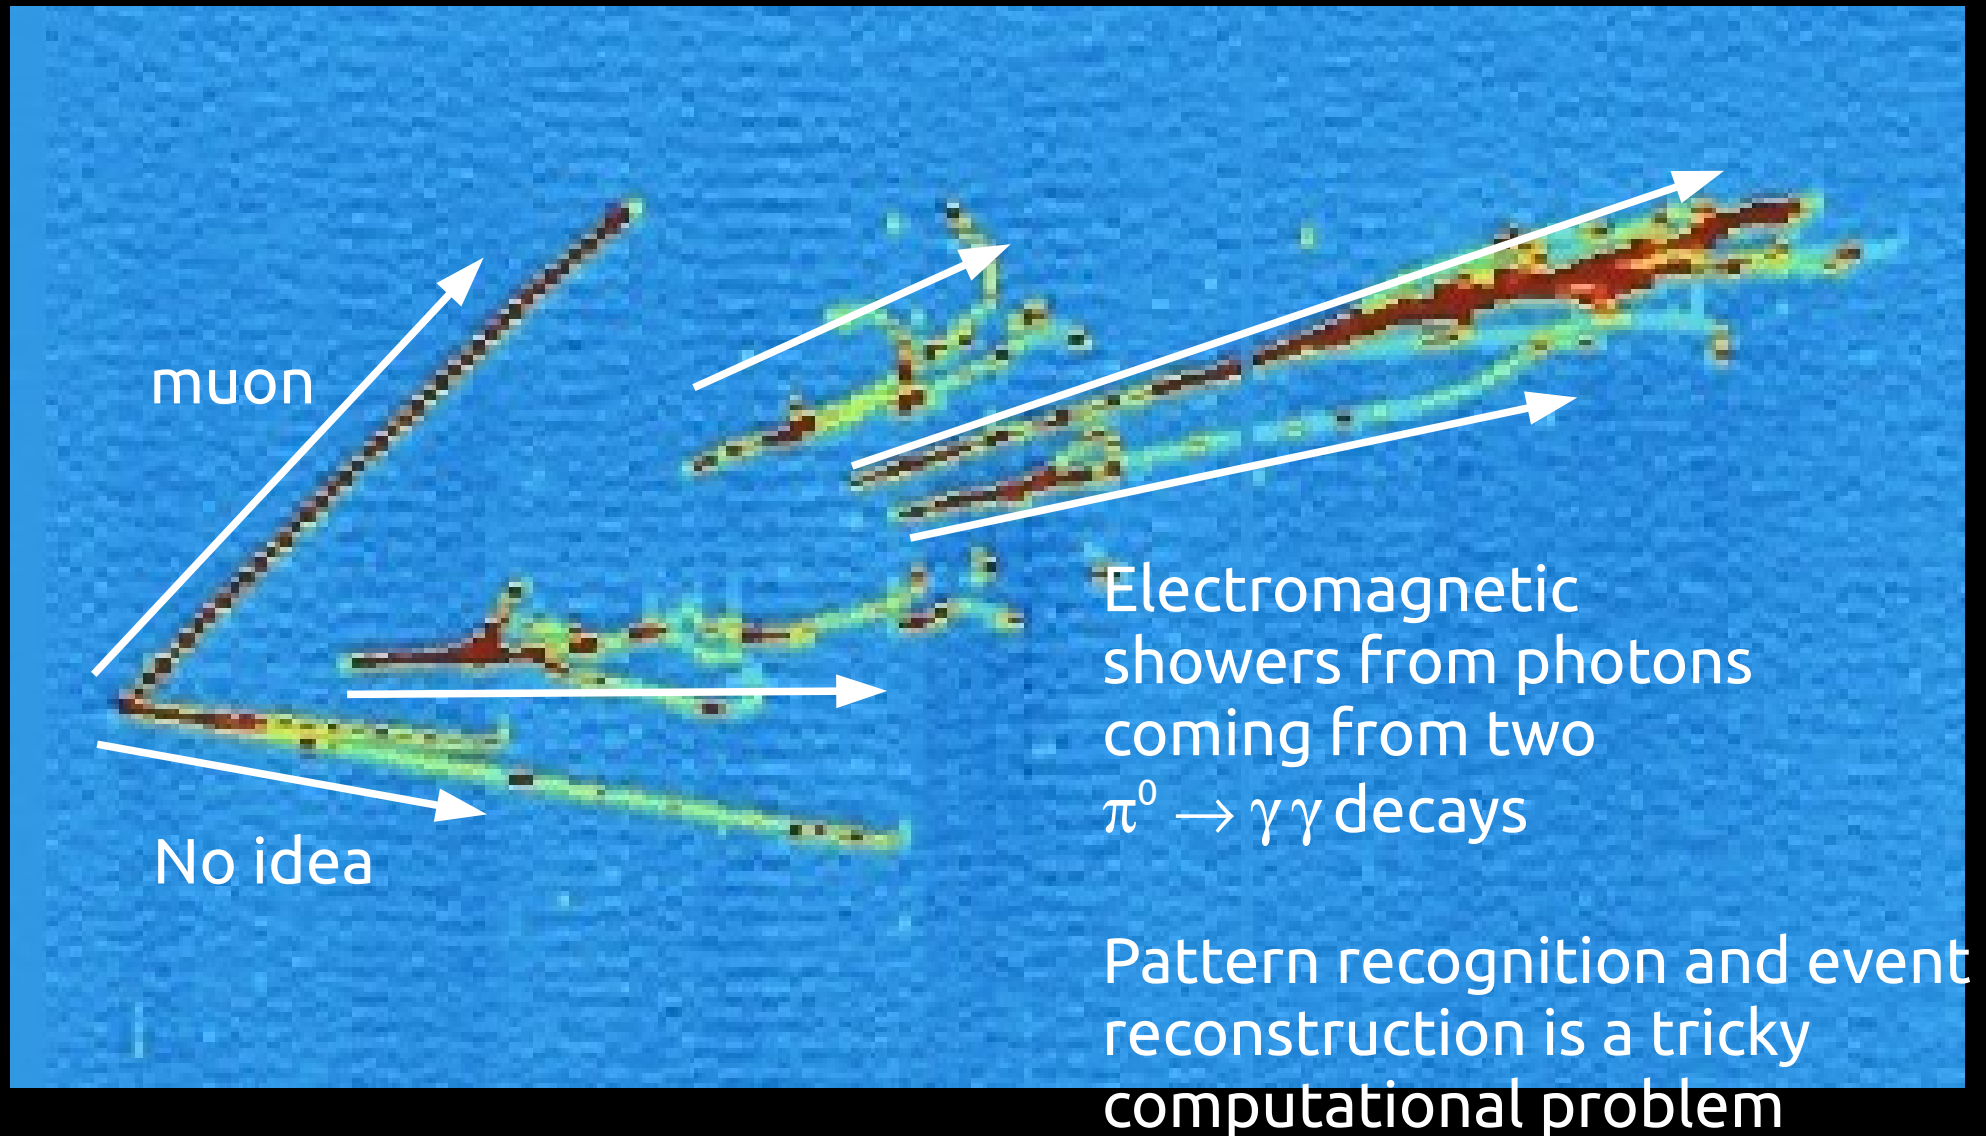 muon
No idea
Electromagnetic
showers from photons
coming from two
π⁰ → γ γ decays
Pattern recognition and event
reconstruction is a tricky
computational problem